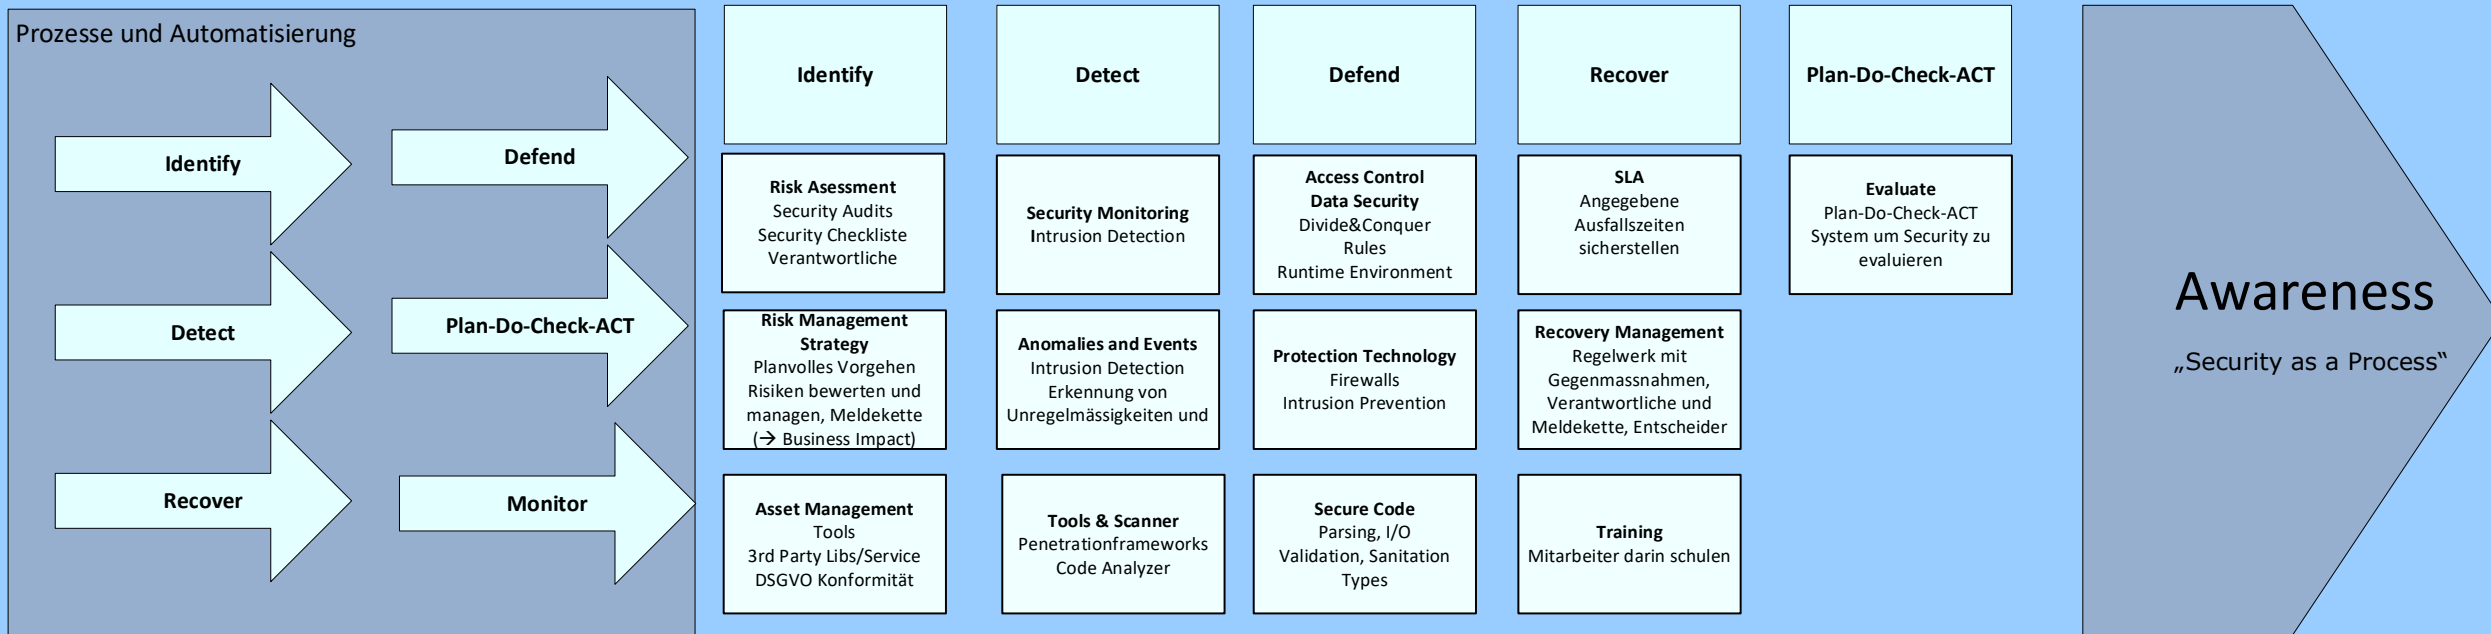 Prozesse und Automatisierung
Identify
Defend
Detect
Plan-Do-Check-ACT
Recover
Monitor
Identify
Risk Asessment
Security Audits
Security Checkliste
Verantwortliche
Risk Management
Strategy
Planvolles Vorgehen
Risiken bewerten und
managen, Meldekette
(→ Business Impact)
Asset Management
Tools
3rd Party Libs/Service
DSGVO Konformität
Detect
Security Monitoring
Intrusion Detection
Anomalies and Events
Intrusion Detection
Erkennung von
Unregelmässigkeiten und
Tools & Scanner
Penetrationframeworks
Code Analyzer
Defend
Access Control
Data Security
Divide&Conquer
Rules
Runtime Environment
Protection Technology
Firewalls
Intrusion Prevention
Secure Code
Parsing, I/O
Validation, Sanitation
Types
Recover
SLA
Angegebene
Ausfallszeiten
sicherstellen
Recovery Management
Regelwerk mit
Gegenmassnahmen,
Verantwortliche und
Meldekette, Entscheider
Training
Mitarbeiter darin schulen
Plan-Do-Check-ACT
Evaluate
Plan-Do-Check-ACT
System um Security zu
evaluieren
Awareness
„Security as a Process“